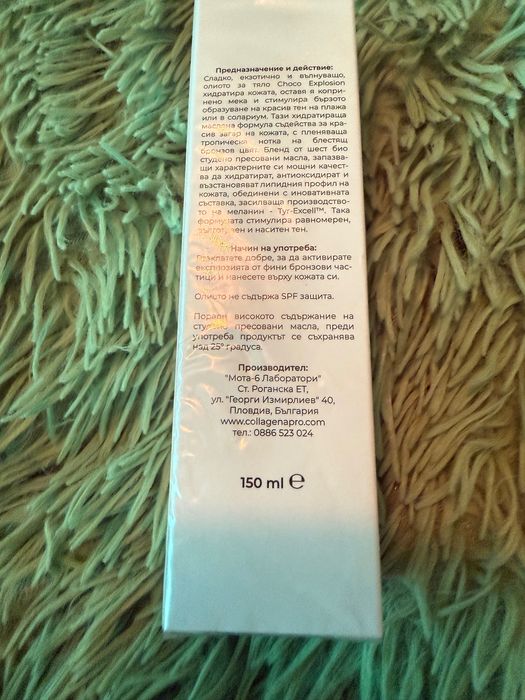 Предназначение и действие:
Сладко, екзотично и вълнуващо,
олиото за тяло Choco Explosion
хидратира кожата, оставя я копри-
нено мека и стимулира бързото
образуване на красив тен на плажа
или в солариум. Тази хидратираща
маслена формула съдейства за кра-
сив загар на кожата, с пленяваща
тропическа нотка на блестящ
бронзов цвят. Бленд от шест био
студено пресовани масла, запазва-
щи характерните си мощни качест-
ва да хидратират, антиоксидират и
възстановяват липидния профил на
кожата, обединени с иновативната
съставка, засилваща производство-
то на меланин - Tyr-Excell™. Така
формулата стимулира равномерен,
дълготраен и наситен тен.
Начин на употреба:
Разклатете добре, за да активирате
експлозията от фини бронзови час-
тици и нанесете върху кожата си.
Олиото не съдържа SPF защита.
Поради високото съдържание на
студено пресовани масла, преди
употреба продуктът се съхранява
над 25° градуса.
Производител:
"Мота-6 Лаборатори"
Ст. Роганска ЕТ,
ул. "Георги Измирлиев" 40,
Пловдив, България
www.collagenapro.com
тел.: 0886 523 024
150 ml ℮